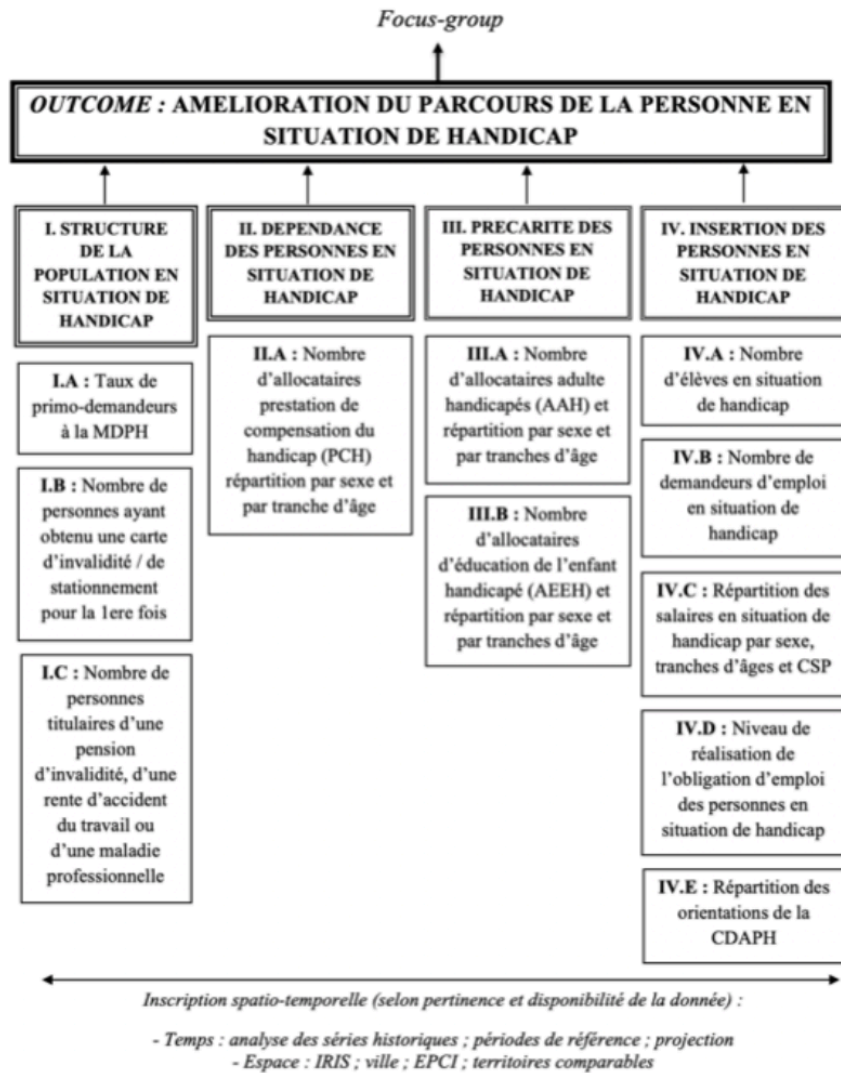 Focus-group
OUTCOME : AMELIORATION DU PARCOURS DE LA PERSONNE EN
SITUATION DE HANDICAP
I. STRUCTURE
DE LA
POPULATION EN
SITUATION DE
HANDICAP
I.A : Taux de
primo-demandeurs
à la MDPH
I.B : Nombre de
personnes ayant
obtenu une carte
d'invalidité / de
stationnement
pour la 1ere fois
I.C : Nombre de
personnes
titulaires d'une
pension
d'invalidité, d'une
rente d'accident
du travail ou
d'une maladie
professionnelle
II. DEPENDANCE
DES PERSONNES EN
SITUATION DE
HANDICAP
II.A : Nombre
d'allocataires
prestation de
compensation du
handicap (PCH)
répartition par sexe et
par tranche d'âge
III. PRECARITE DES
PERSONNES EN
SITUATION DE
HANDICAP
III.A : Nombre
d'allocataires adulte
handicapés (AAH) et
répartition par sexe et
par tranches d'âge
III.B : Nombre
d'allocataires
d'éducation de l'enfant
handicapé (AEEH) et
répartition par sexe et
par tranches d'âge
IV. INSERTION DES
PERSONNES EN
SITUATION DE
HANDICAP
IV.A : Nombre
d'élèves en situation
de handicap
IV.B : Nombre de
demandeurs d'emploi
en situation de
handicap
IV.C : Répartition des
salaires en situation de
handicap par sexe,
tranches d'âges et CSP
IV.D : Niveau de
réalisation de
l'obligation d'emploi
des personnes en
situation de handicap
IV.E : Répartition des
orientations de la
CDAPH
Inscription spatio-temporelle (selon pertinence et disponibilité de la donnée) :
- Temps : analyse des séries historiques ; périodes de référence ; projection
- Espace : IRIS ; ville ; EPCI ; territoires comparables